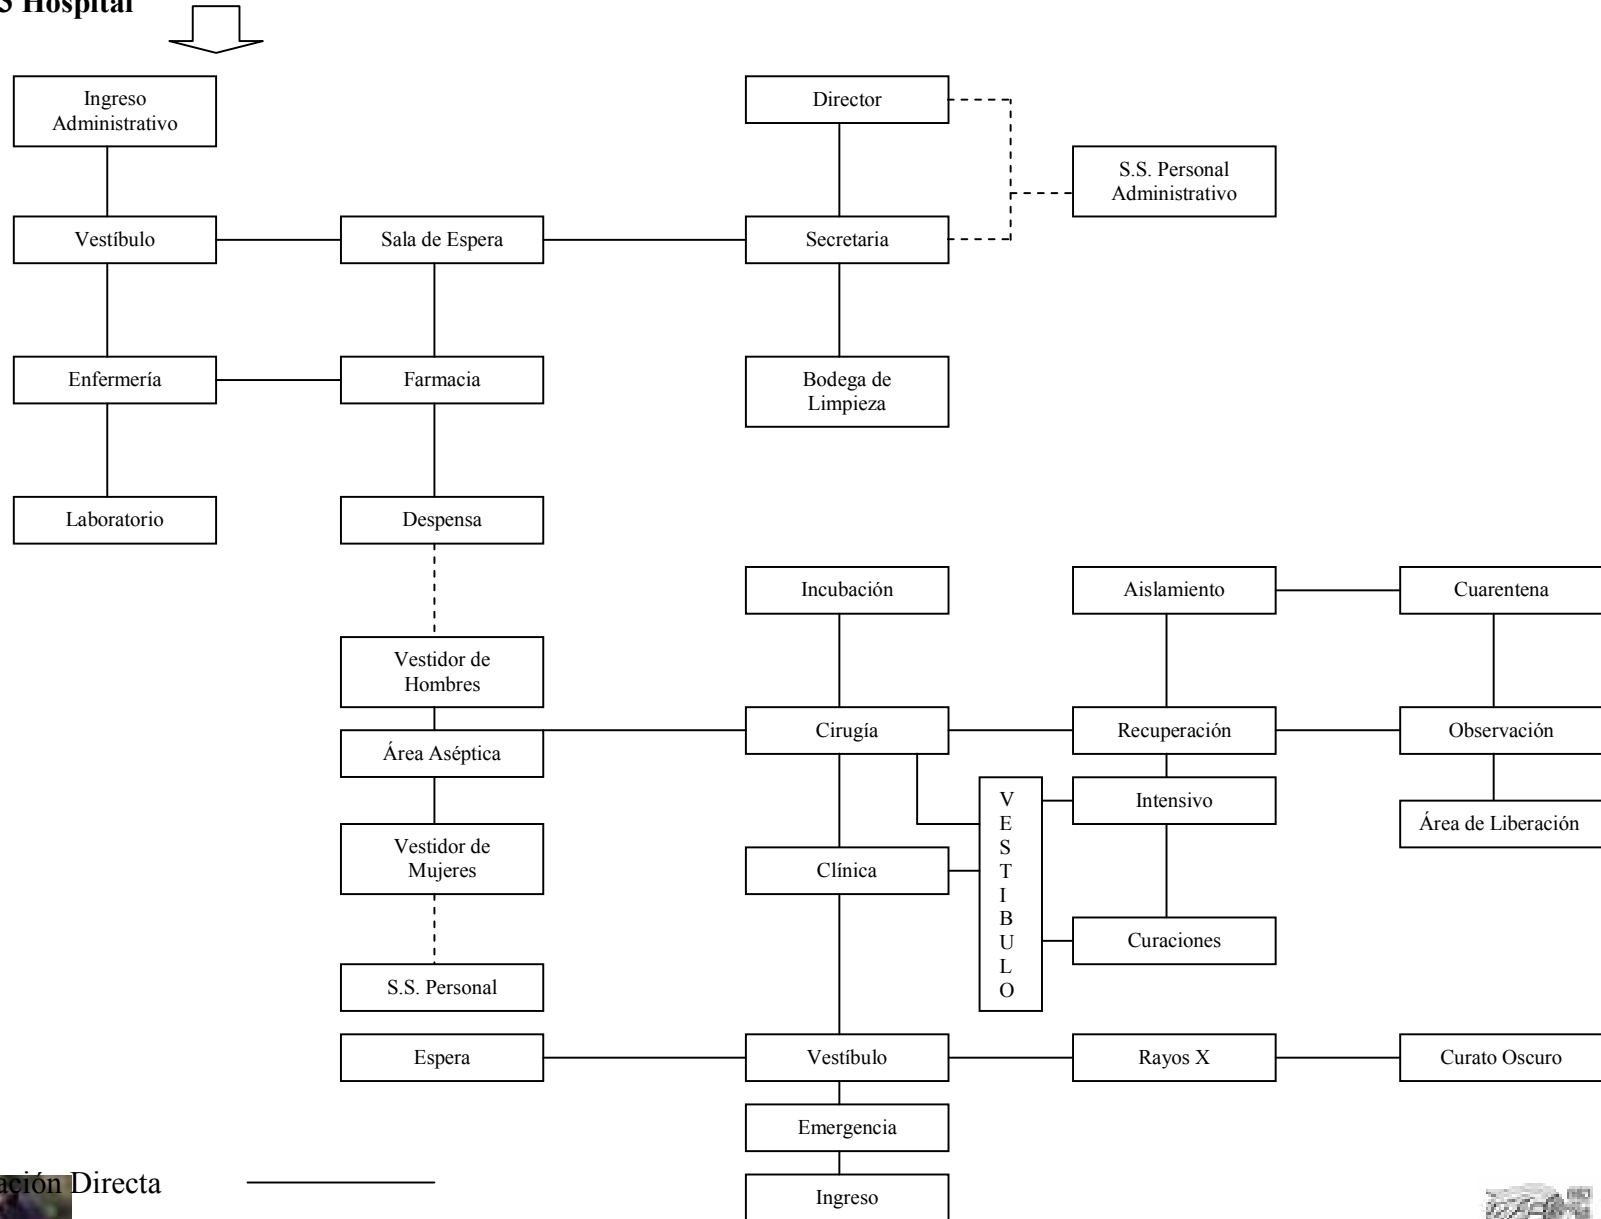 5 Hospital
Ingreso
Administrativo
Director
S.S. Personal
Administrativo
Vestíbulo
Sala de Espera
Secretaria
Enfermería
Farmacia
Bodega de
Limpieza
Laboratorio
Despensa
Incubación
Aislamiento
Cuarentena
Vestidor de
Hombres
Cirugía
Recuperación
Observación
Área Aséptica
Intensivo
Área de Liberación
V
E
S
T
I
B
U
L
O
Vestidor de
Mujeres
Clínica
Curaciones
S.S. Personal
Espera
Vestíbulo
Rayos X
Curato Oscuro
Emergencia
ación Directa
Ingreso